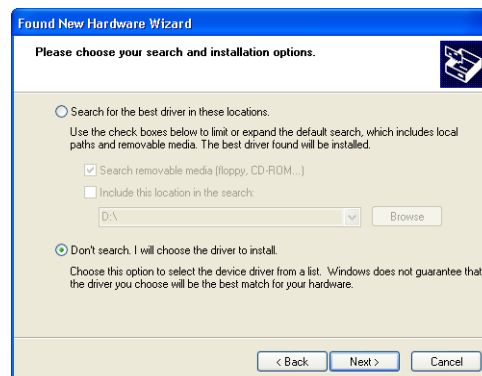 Found New Hardware Wizard
Please choose your search and installation options.
Search for the best driver in these locations.
Use the check boxes below to limit or expand the default search, which includes local
paths and removable media. The best driver found will be installed.
Search removable media (floppy, CD-ROM...)
Include this location in the search:
D:\
Browse
Don't search. I will choose the driver to install.
Choose this option to select the device driver from a list. Windows does not guarantee that
the driver you choose will be the best match for your hardware.
< Back
Next >
Cancel